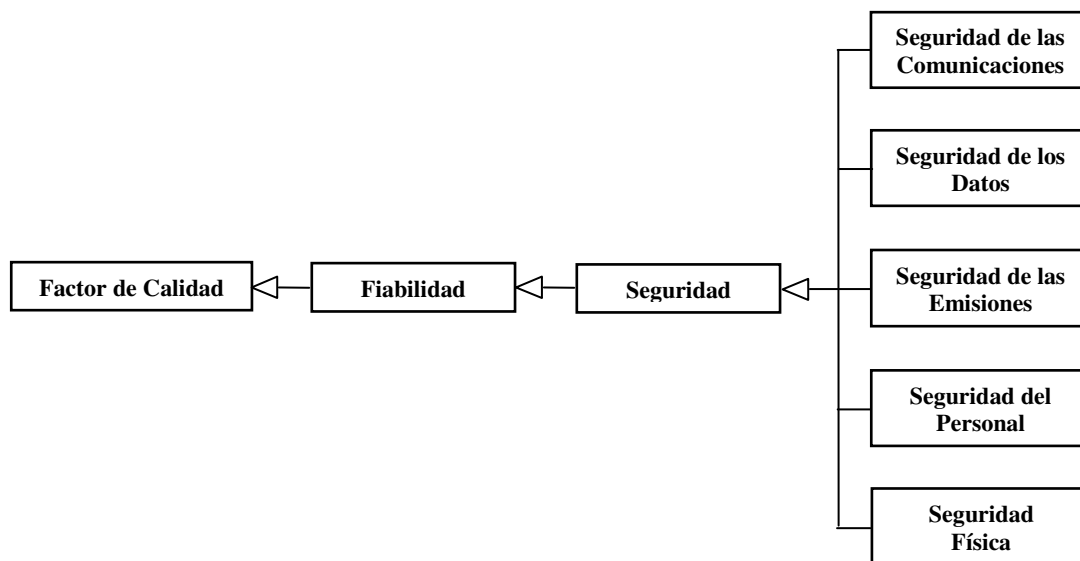 Seguridad de las
Comunicaciones
Seguridad de los
Datos
Factor de Calidad
Fiabilidad
Seguridad
Seguridad de las
Emisiones
Seguridad del
Personal
Seguridad
Física